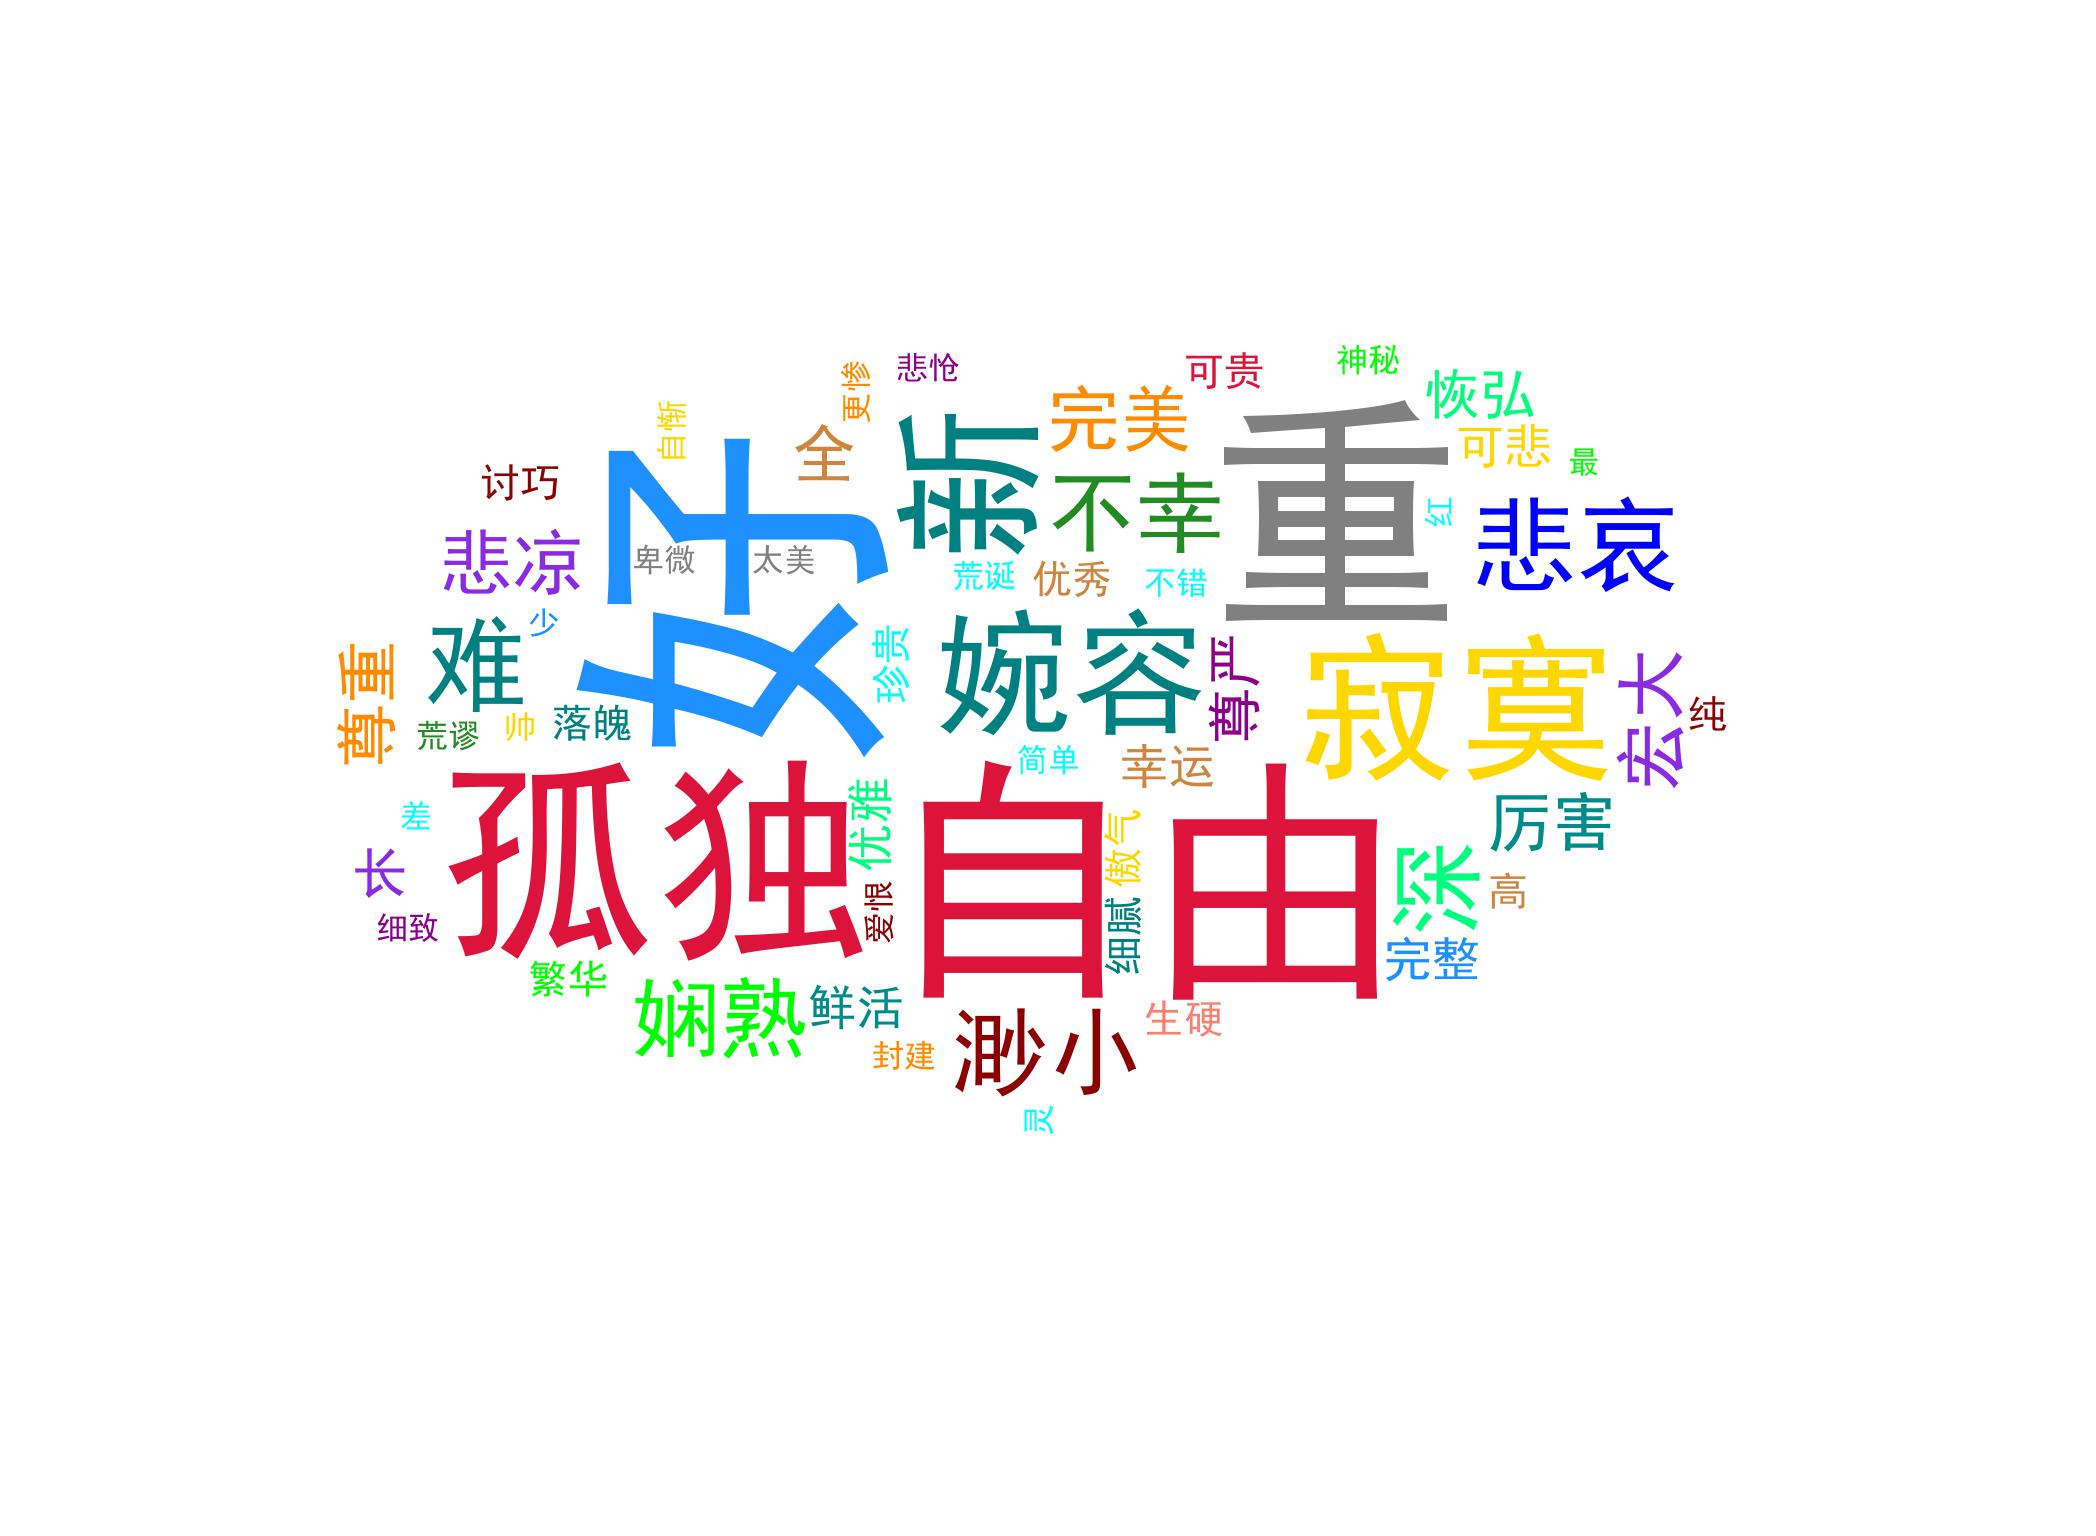 神秘
悲怆
可贵
更惨
恢弘
完美
自惭
可悲
全
最
讨巧
新
不幸
重
红
悲哀
好
悲凉
卑微
太美
荒诞
优秀
不错
少
难
珍贵
婉容
尊严
寂寞
宏大
纯
尊重
荒谬
帅
落魄
简单
幸运
差
孤独
优雅
自由
傲气
厉害
长
深
高
细致
爱恨
细腻
完整
繁华
娴熟
鲜活
渺小
生硬
封建
灵